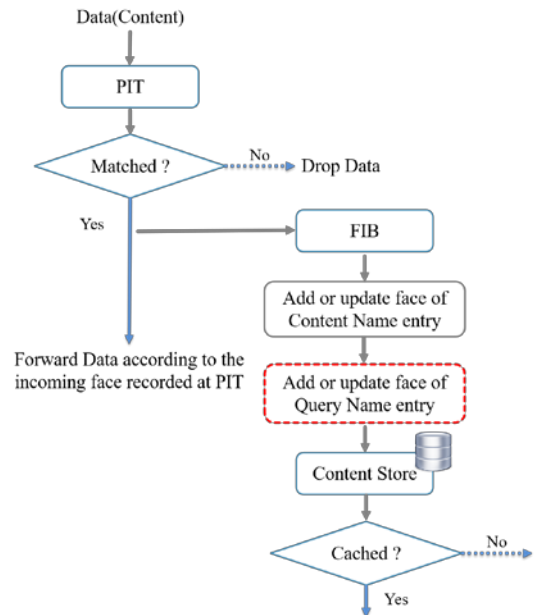 Data(Content)
PIT
Matched ?
No
Drop Data
Yes
FIB
Add or update face of
Content Name entry
Forward Data according to the
incoming face recorded at PIT
Add or update face of
Query Name entry
Content Store
Cached ?
No
Yes